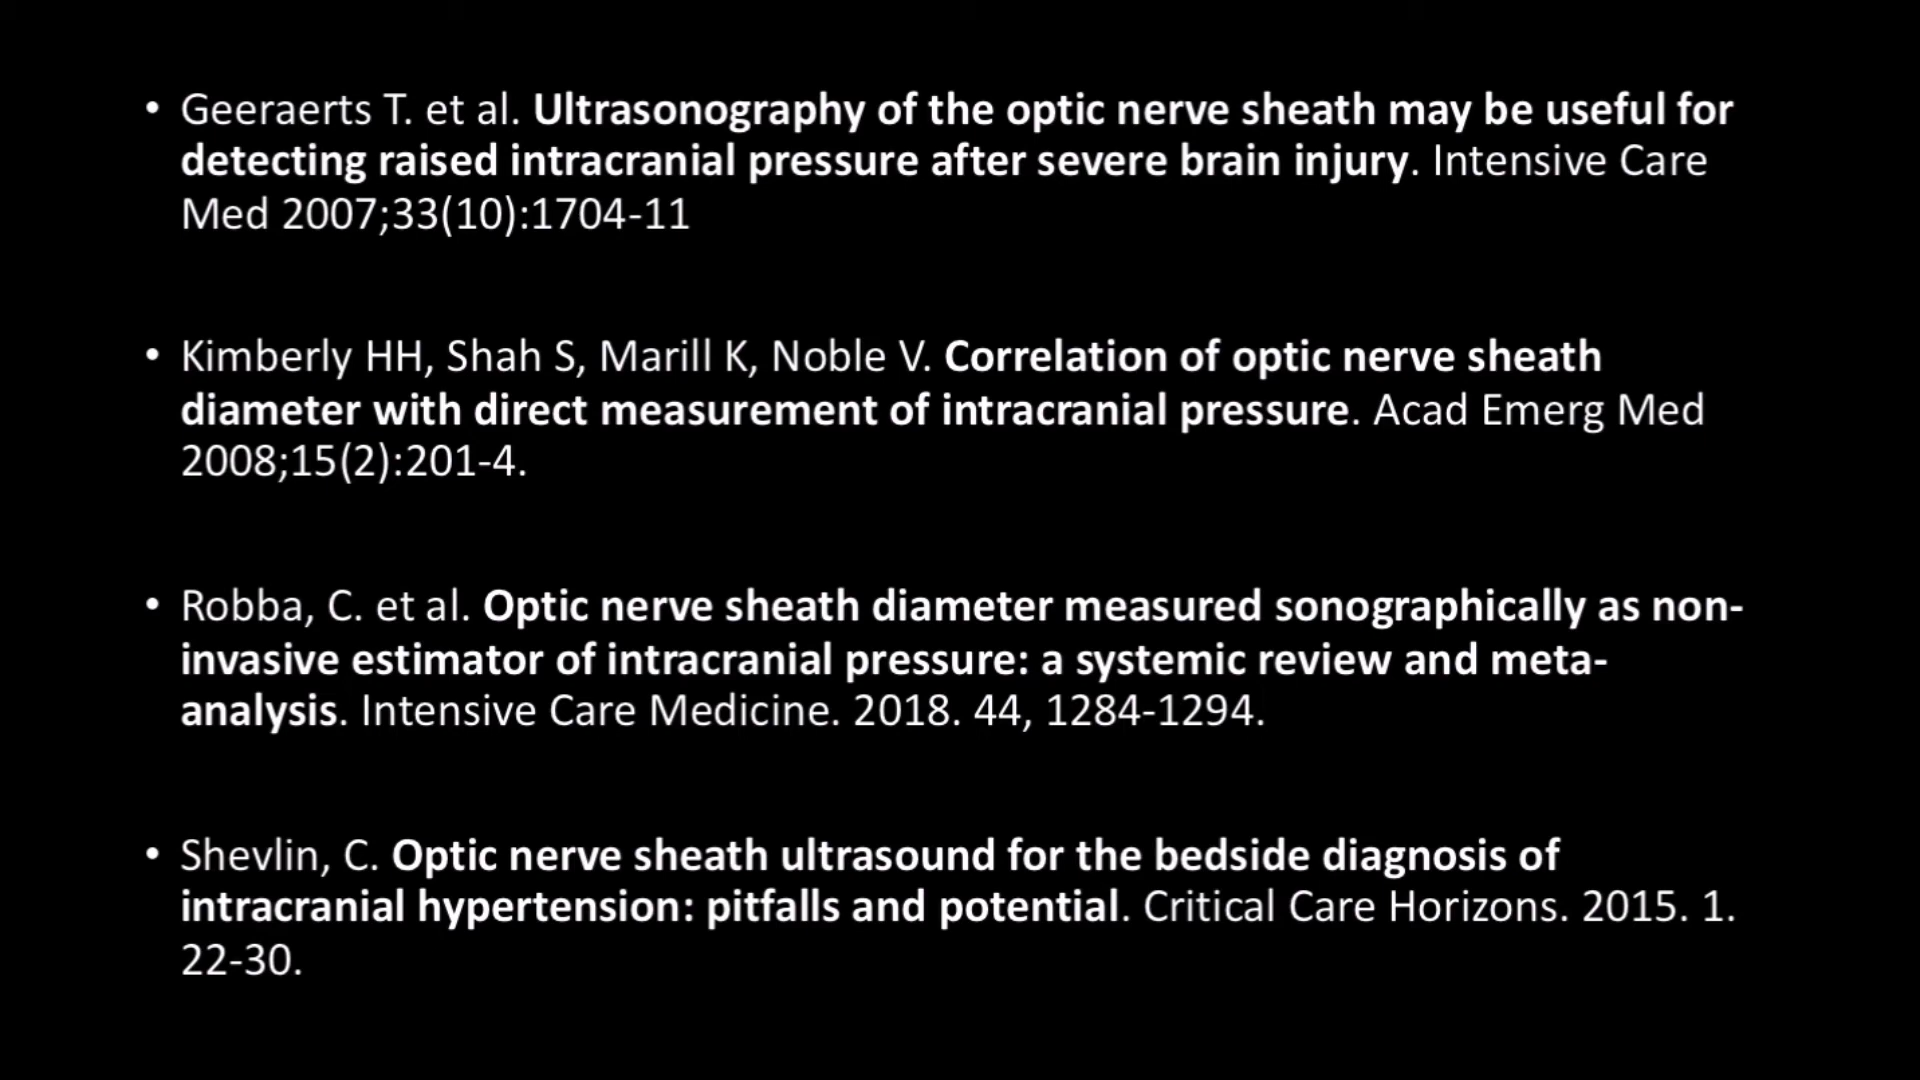 • Geeraerts T. et al. Ultrasonography of the optic nerve sheath may be useful for
detecting raised intracranial pressure after severe brain injury. Intensive Care
Med 2007;33(10):1704-11
• Kimberly HH, Shah S, Marill K, Noble V. Correlation of optic nerve sheath
diameter with direct measurement of intracranial pressure. Acad Emerg Med
2008;15(2):201-4.
• Robba, C. et al. Optic nerve sheath diameter measured sonographically as non-
invasive estimator of intracranial pressure: a systemic review and meta-
analysis. Intensive Care Medicine. 2018. 44, 1284-1294.
• Shevlin, C. Optic nerve sheath ultrasound for the bedside diagnosis of
intracranial hypertension: pitfalls and potential. Critical Care Horizons. 2015. 1.
22-30.